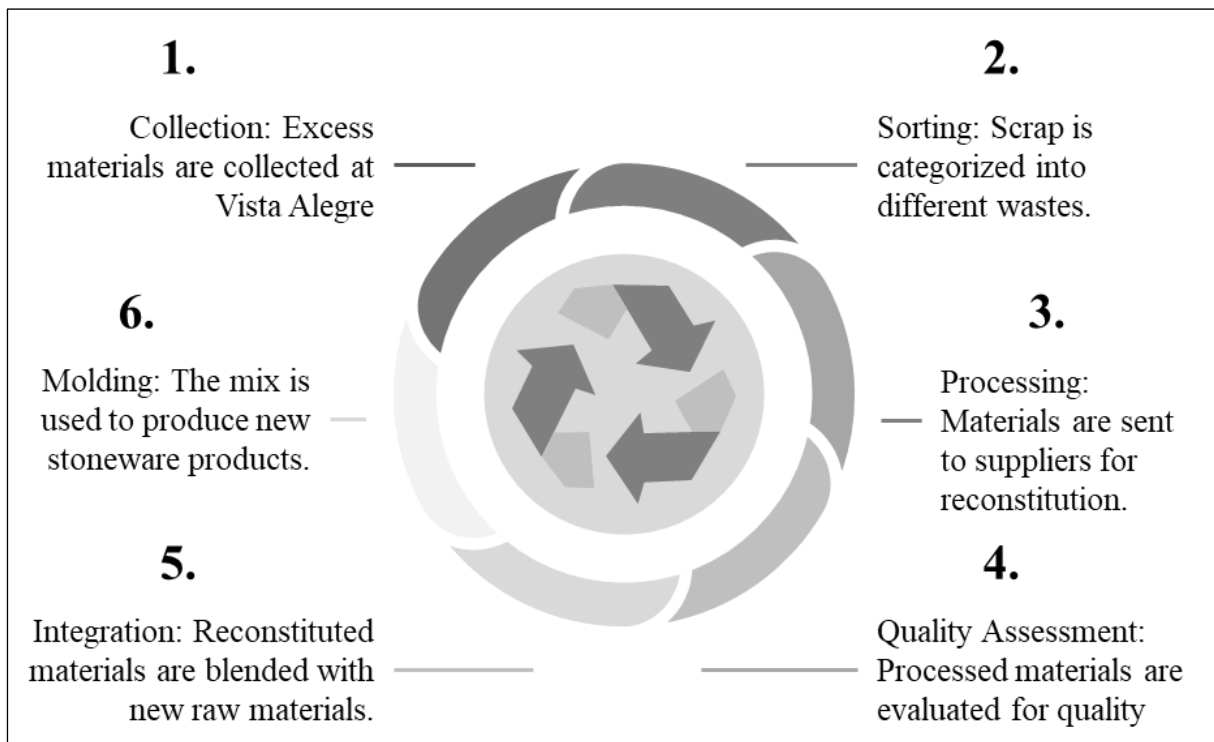 1.
Collection: Excess
materials are collected at
Vista Alegre
2.
Sorting: Scrap is
categorized into
different wastes.
3.
Processing:
Materials are sent
to suppliers for
reconstitution.
4.
Quality Assessment:
Processed materials are
evaluated for quality
5.
Integration: Reconstituted
materials are blended with
new raw materials.
6.
Molding: The mix is
used to produce new
stoneware products.